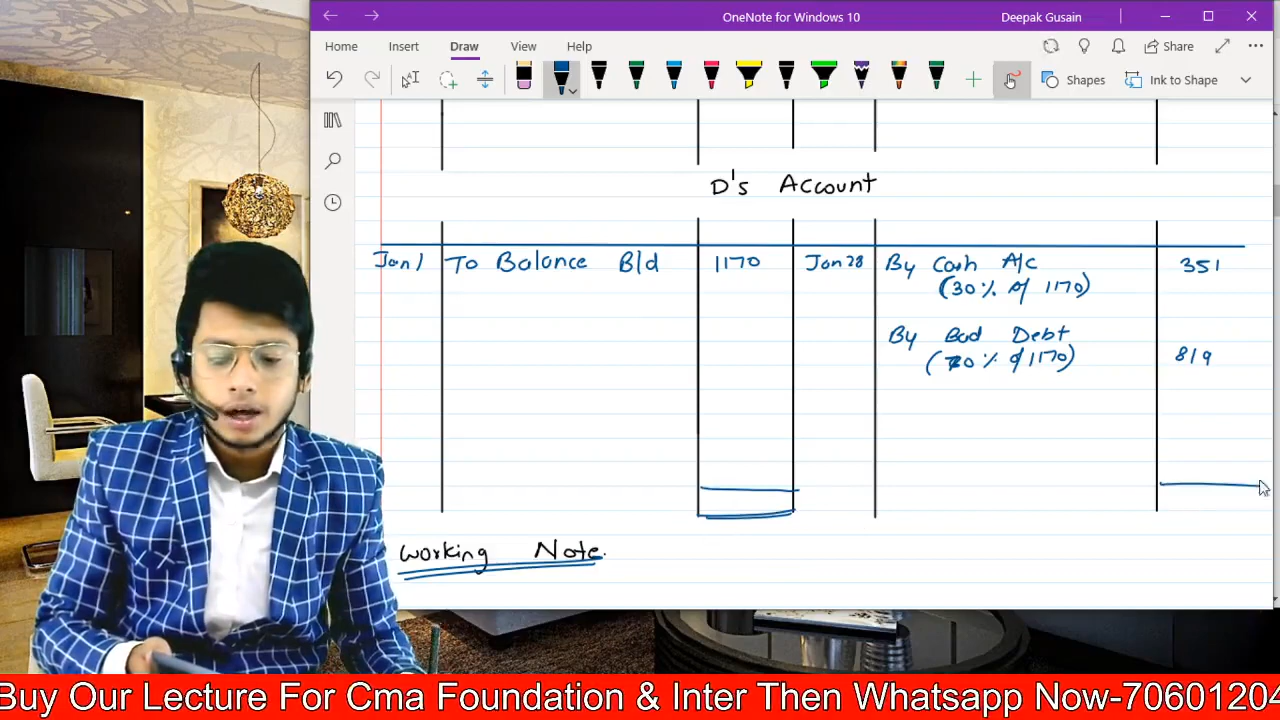 OneNote for Windows 10
Deepak Gusain
Home Insert Draw View Help
Share
Shapes
Ink to Shape
D's Account
Jan 1 To Balance B/d 1170 Jan 28 By Cash A/c 351
(30% of 1170)
By Bad Debt
(70% of 1170) 819
Working Note.
Buy Our Lecture For Cma Foundation & Inter Then Whatsapp Now-70601204